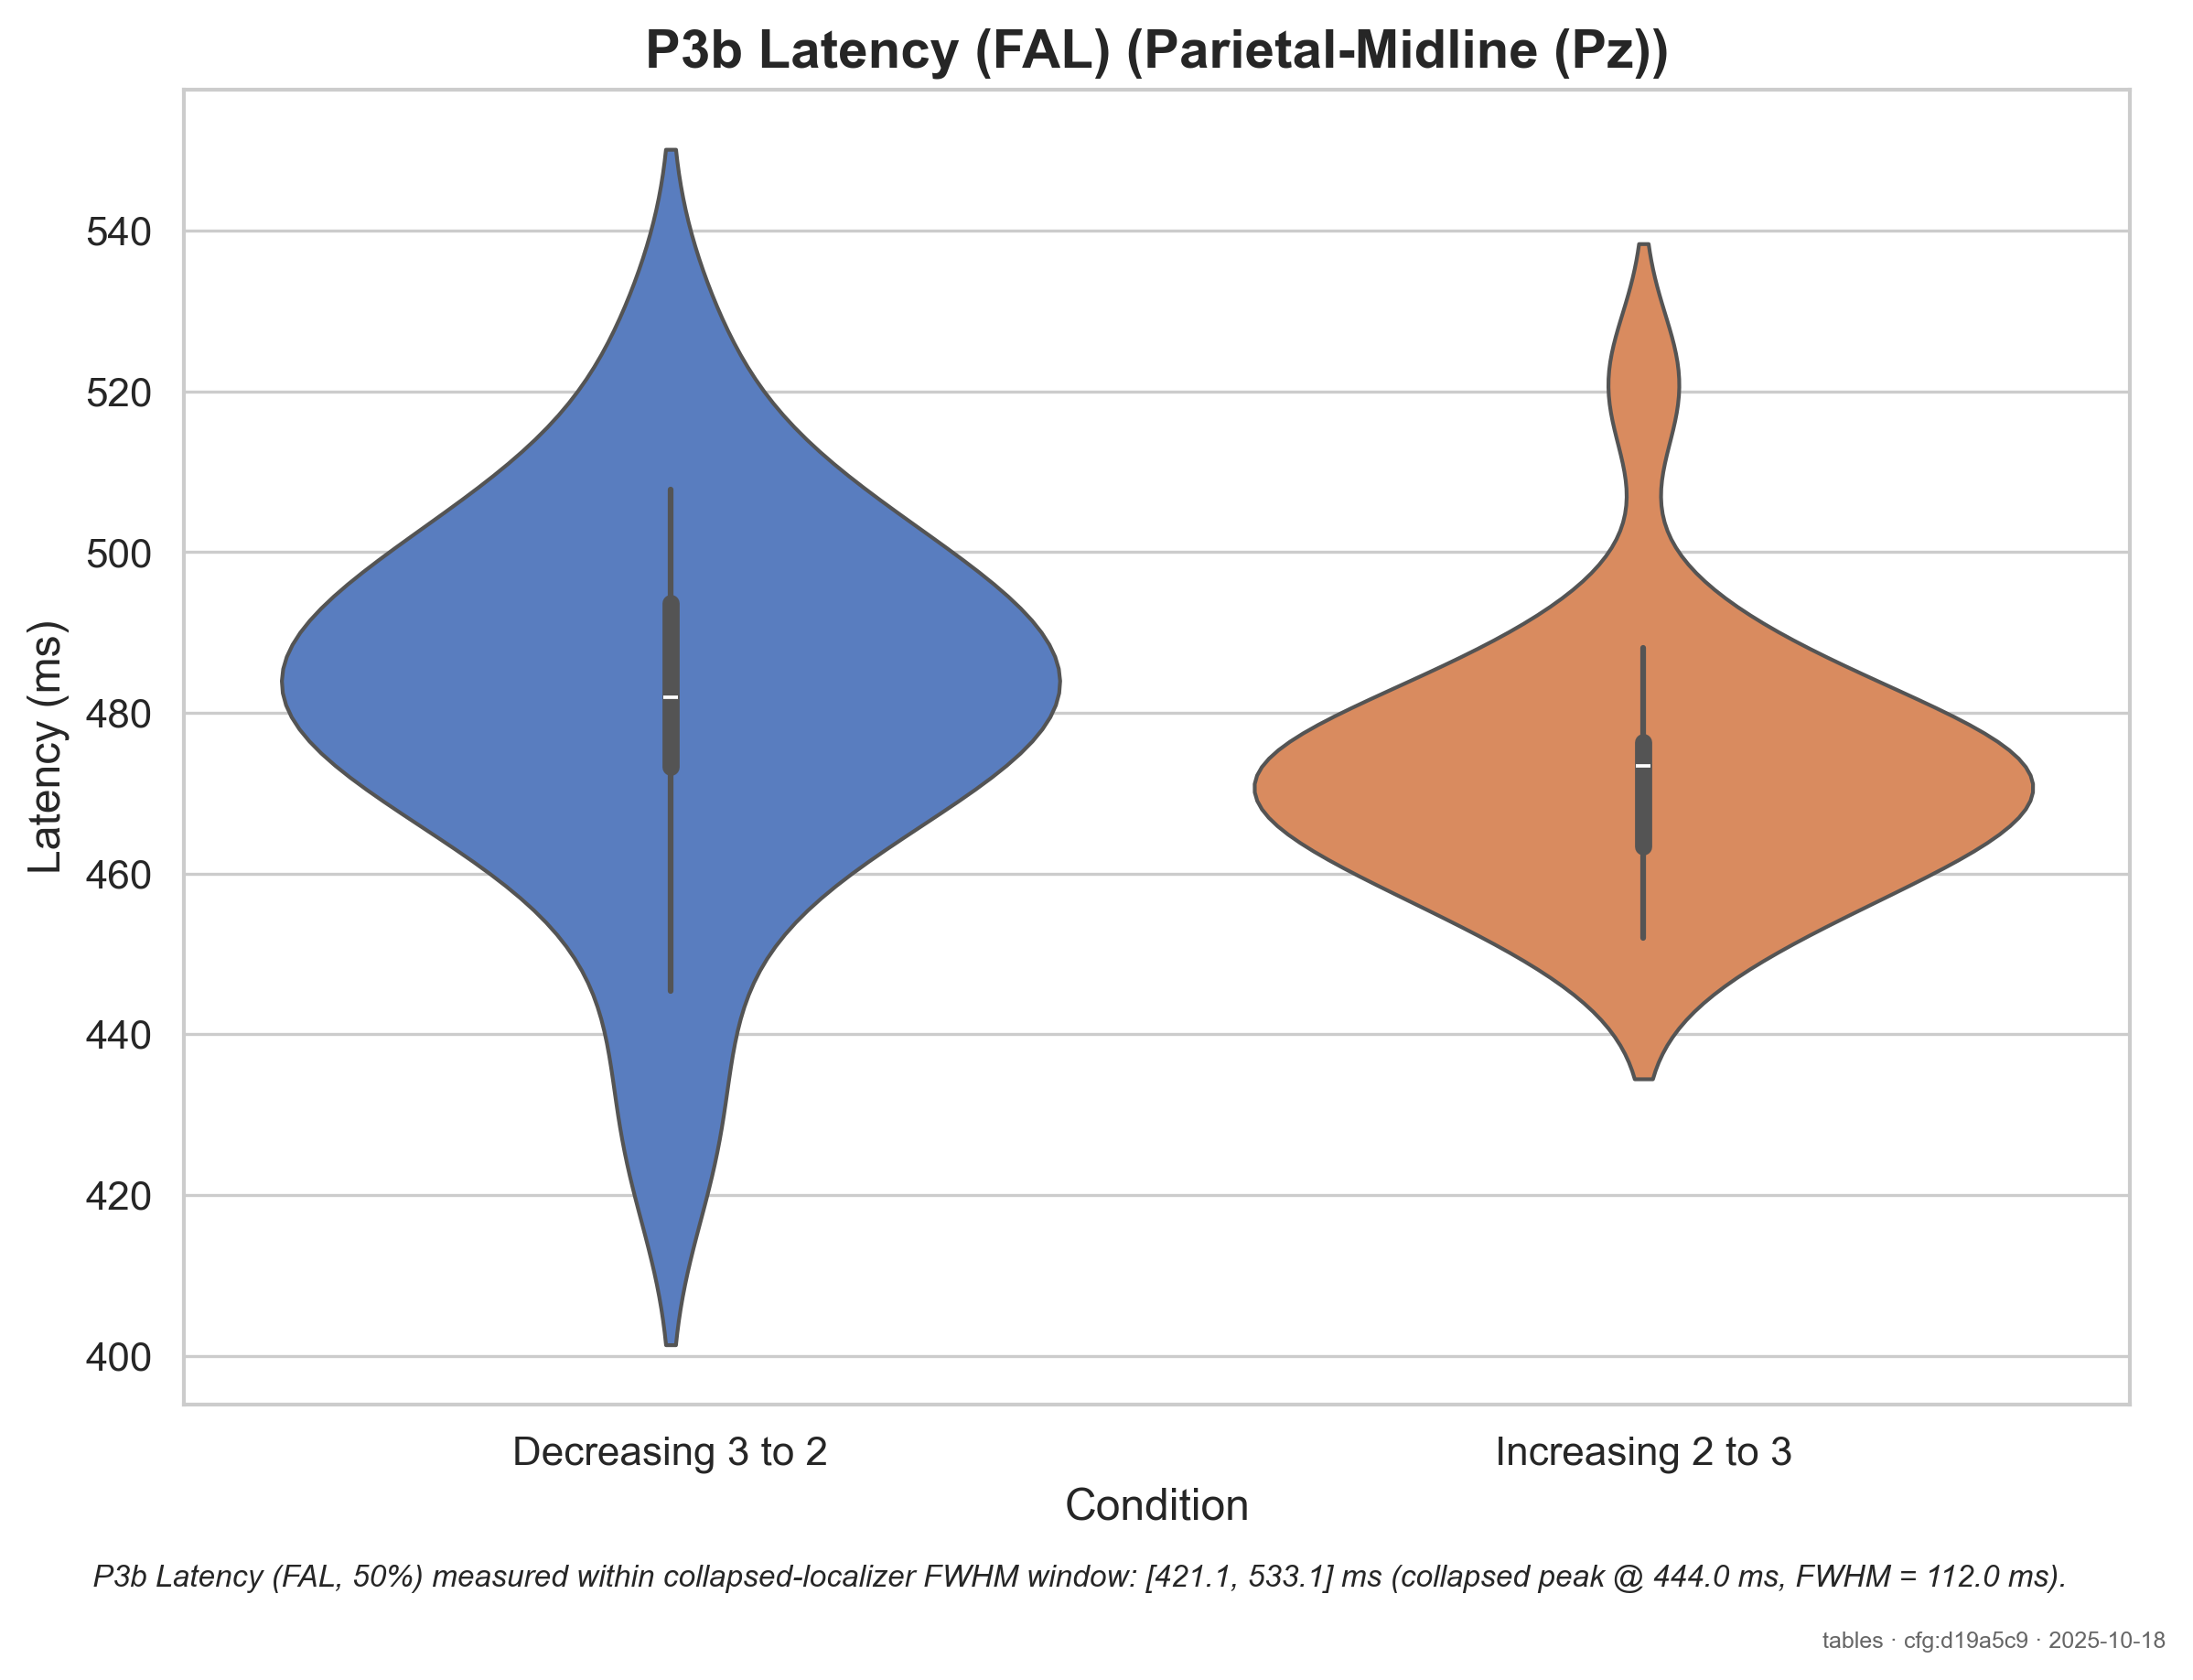 P3b Latency (FAL) (Parietal-Midline (Pz))
Latency (ms)
540
520
500
480
460
440
420
400
Decreasing 3 to 2
Increasing 2 to 3
Condition
P3b Latency (FAL, 50%) measured within collapsed-localizer FWHM window: [421.1, 533.1] ms (collapsed peak @ 444.0 ms, FWHM = 112.0 ms).
tables · cfg:d19a5c9 · 2025-10-18